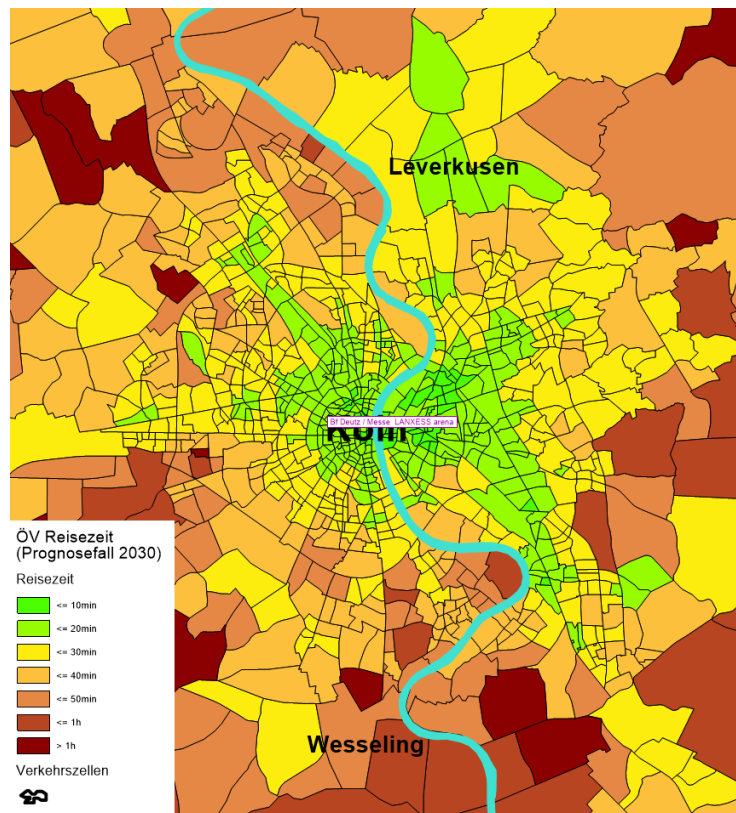 Leverkusen
Bf Deutz / Messe LANXESS arena
Köln
ÖV Reisezeit
(Prognosefall 2030)
Reisezeit
<= 10min
<= 20min
<= 30min
<= 40min
<= 50min
<= 1h
> 1h
Verkehrszellen
Wesseling